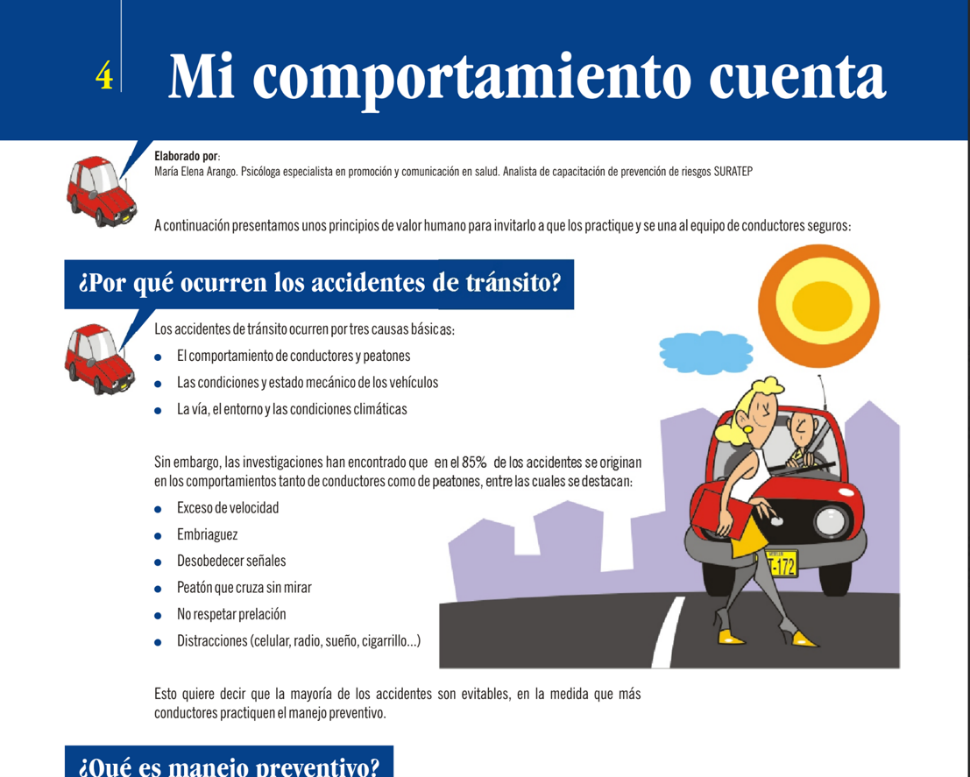 4
Mi comportamiento cuenta
Elaborado por:
María Elena Arango. Psicóloga especialista en promoción y comunicación en salud. Analista de capacitación de prevención de riesgos SURATEP
A continuación presentamos unos principios de valor humano para invitarlo a que los practique y se una al equipo de conductores seguros:
¿Por qué ocurren los accidentes de tránsito?
Los accidentes de tránsito ocurren por tres causas básicas:
El comportamiento de conductores y peatones
Las condiciones y estado mecánico de los vehículos
La vía, el entorno y las condiciones climáticas
Sin embargo, las investigaciones han encontrado que en el 85% de los accidentes se originan
en los comportamientos tanto de conductores como de peatones, entre las cuales se destacan:
Exceso de velocidad
Embriaguez
Desobedecer señales
Peatón que cruza sin mirar
No respetar prelación
Distracciones (celular, radio, sueño, cigarrillo...)
T-172
Esto quiere decir que la mayoría de los accidentes son evitables, en la medida que más
conductores practiquen el manejo preventivo.
¿Qué es manejo preventivo?